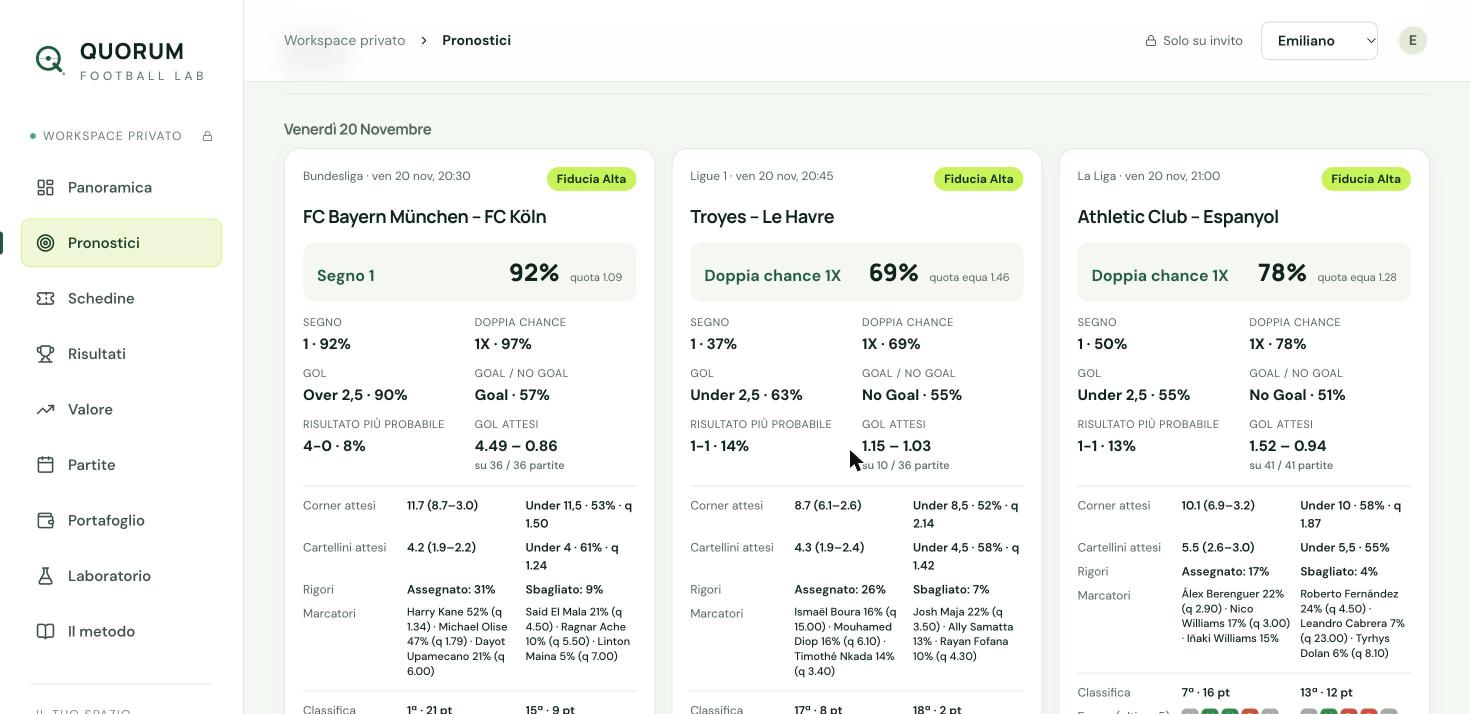 QUORUM
FOOTBALL LAB
WORKSPACE PRIVATO
Panoramica
Pronostici
Schedine
Risultati
Valore
Partite
Portafoglio
Laboratorio
Il metodo
IL TUO SPAZIO
Workspace privato › Pronostici
Solo su invito
Emiliano
E
Venerdì 20 Novembre
Bundesliga · ven 20 nov, 20:30
Fiducia Alta
FC Bayern München – FC Köln
Segno 1 92% quota 1.09
SEGNO DOPPIA CHANCE
1 · 92% 1X · 97%
GOL GOAL / NO GOAL
Over 2,5 · 90% Goal · 57%
RISULTATO PIÙ PROBABILE GOL ATTESI
4-0 · 8% 4.49 – 0.86
su 36 / 36 partite
Corner attesi 11.7 (8.7–3.0) Under 11,5 · 53% · q
1.50
Cartellini attesi 4.2 (1.9–2.2) Under 4 · 61% · q
1.24
Rigori Assegnato: 31% Sbagliato: 9%
Marcatori Harry Kane 52% (q Said El Mala 21% (q
1.34) · Michael Olise 4.50) · Ragnar Ache
47% (q 1.79) · Dayot 10% (q 5.50) · Linton
Upamecano 21% (q Maina 5% (q 7.00)
6.00)
Classifica 1ª · 21 pt 15ª · 9 pt
Ligue 1 · ven 20 nov, 20:45
Fiducia Alta
Troyes – Le Havre
Doppia chance 1X 69% quota equa 1.46
SEGNO DOPPIA CHANCE
1 · 37% 1X · 69%
GOL GOAL / NO GOAL
Under 2,5 · 63% No Goal · 55%
RISULTATO PIÙ PROBABILE GOL ATTESI
1-1 · 14% 1.15 – 1.03
su 10 / 36 partite
Corner attesi 8.7 (6.1–2.6) Under 8,5 · 52% · q
2.14
Cartellini attesi 4.3 (1.9–2.4) Under 4,5 · 58% · q
1.42
Rigori Assegnato: 26% Sbagliato: 7%
Marcatori Ismaël Boura 16% (q Josh Maja 22% (q
15.00) · Mouhamed 3.50) · Ally Samatta
Diop 16% (q 6.10) · 13% · Rayan Fofana
Timothé Nkada 14% 10% (q 4.30)
(q 3.40)
Classifica 17ª · 8 pt 18ª · 2 pt
La Liga · ven 20 nov, 21:00
Fiducia Alta
Athletic Club – Espanyol
Doppia chance 1X 78% quota equa 1.28
SEGNO DOPPIA CHANCE
1 · 50% 1X · 78%
GOL GOAL / NO GOAL
Under 2,5 · 55% No Goal · 51%
RISULTATO PIÙ PROBABILE GOL ATTESI
1-1 · 13% 1.52 – 0.94
su 41 / 41 partite
Corner attesi 10.1 (6.9–3.2) Under 10 · 58% · q
1.87
Cartellini attesi 5.5 (2.6–3.0) Under 5,5 · 55%
Rigori Assegnato: 17% Sbagliato: 4%
Marcatori Álex Berenguer 22% Roberto Fernández
(q 2.90) · Nico 24% (q 4.50) ·
Williams 17% (q 3.00) Leandro Cabrera 7%
· Iñaki Williams 15% (q 23.00) · Tyrhys
Dolan 6% (q 8.10)
Classifica 7ª · 16 pt 13ª · 12 pt